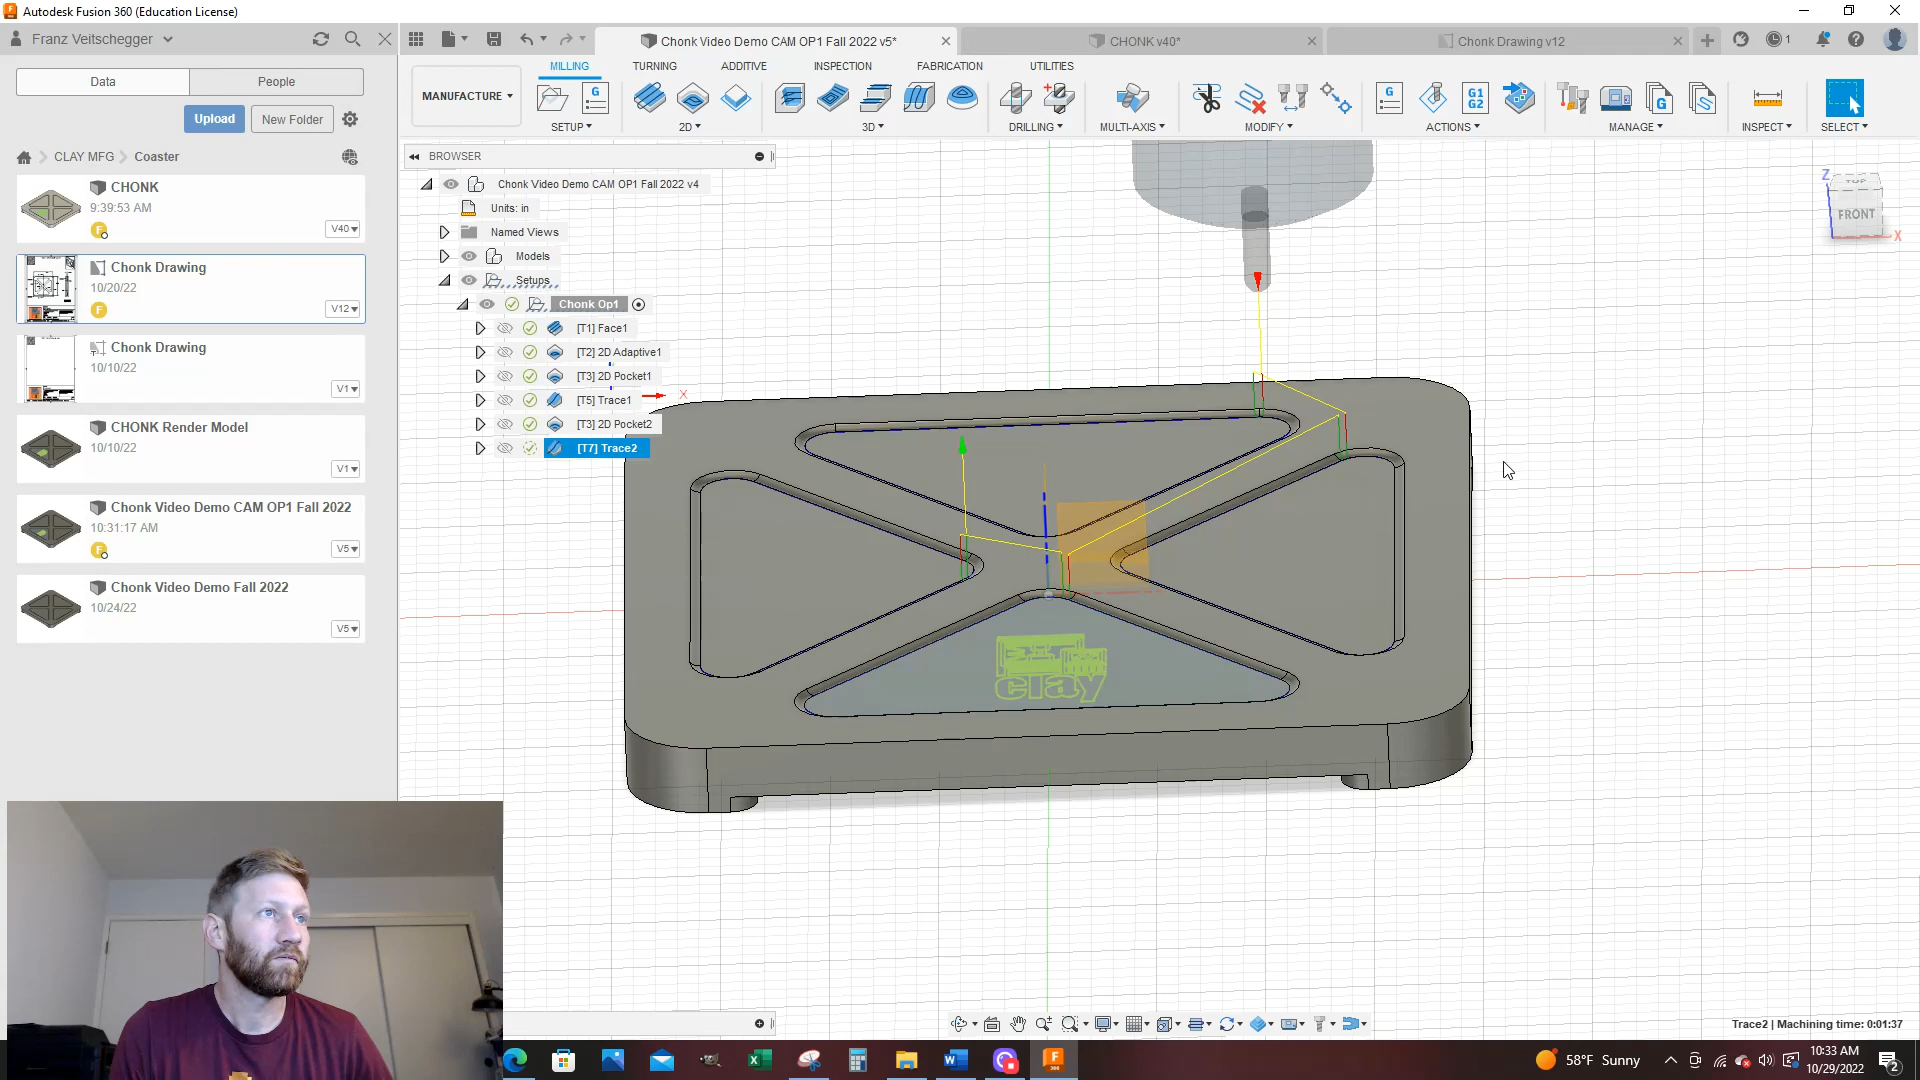 Autodesk Fusion 360 (Education License)
Franz Veitschegger
Chonk Video Demo CAM OP1 Fall 2022 v5*
CHONK v40*
Chonk Drawing v12
1
Data
People
Upload
New Folder
CLAY MFG
Coaster
CHONK
9:39:53 AM
V40
Chonk Drawing
10/20/22
V12
Chonk Drawing
10/10/22
V1
CHONK Render Model
10/10/22
V1
Chonk Video Demo CAM OP1 Fall 2022
10:31:17 AM
V5
Chonk Video Demo Fall 2022
10/24/22
V5
MILLING
TURNING
ADDITIVE
INSPECTION
FABRICATION
UTILITIES
MANUFACTURE
SETUP
2D
3D
DRILLING
MULTI-AXIS
MODIFY
ACTIONS
MANAGE
INSPECT
SELECT
G
G
G1
G2
G
BROWSER
Chonk Video Demo CAM OP1 Fall 2022 v4
Units: in
Named Views
Models
Setups
Chonk Op1
[T1] Face1
[T2] 2D Adaptive1
[T3] 2D Pocket1
[T5] Trace1
[T3] 2D Pocket2
[T7] Trace2
X
Z
TOP
FRONT
X
clay
Trace2 | Machining time: 0:01:37
58°F Sunny
10:33 AM
10/29/2022
2